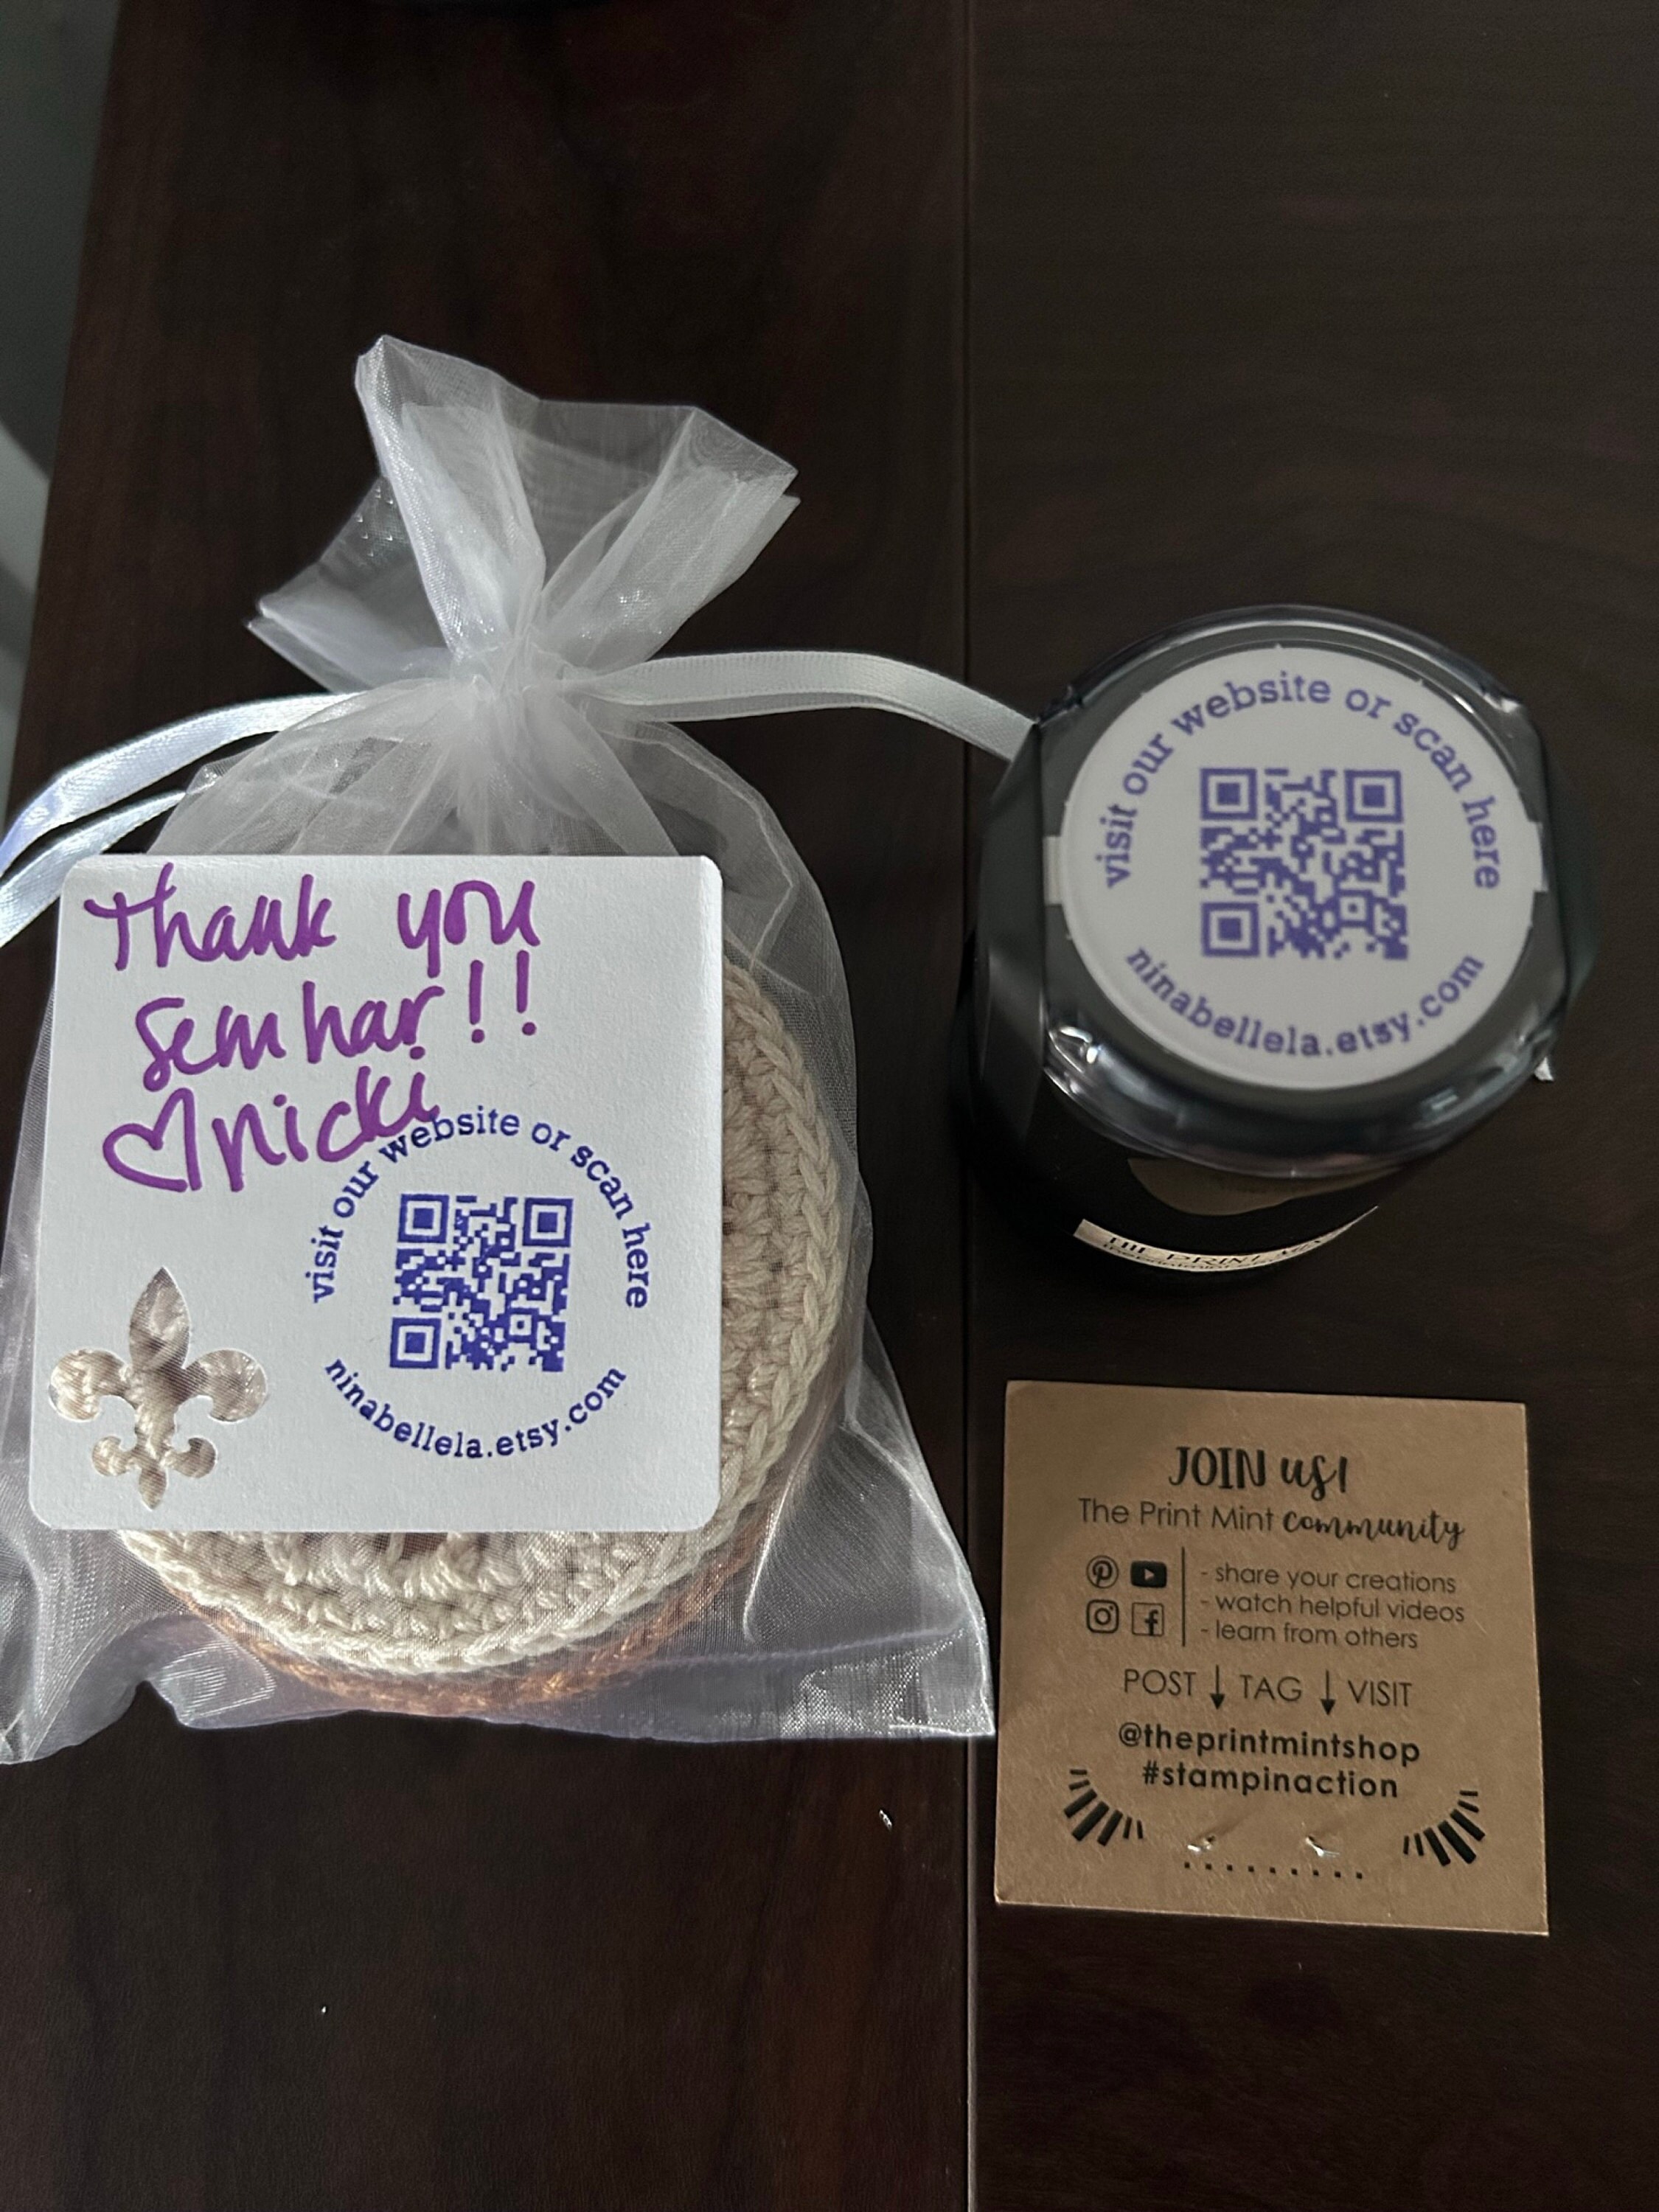 Thank you
Semhar!!
nicki
visit our website or scan here
ninabellela.etsy.com
visit our website or scan here
ninabellela.etsy.com
THE PRINT
JOIN us!
The Print Mint community
- share your creations
- watch helpful videos
- learn from others
POST TAG VISIT
@theprintmintshop
#stampinaction